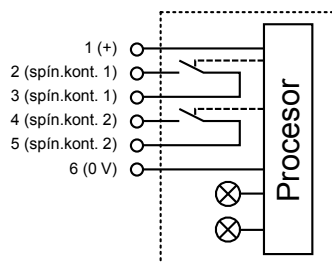 1 (+)
2 (spín.kont. 1)
3 (spín.kont. 1)
4 (spín.kont. 2)
5 (spín.kont. 2)
6 (0 V)
Procesor